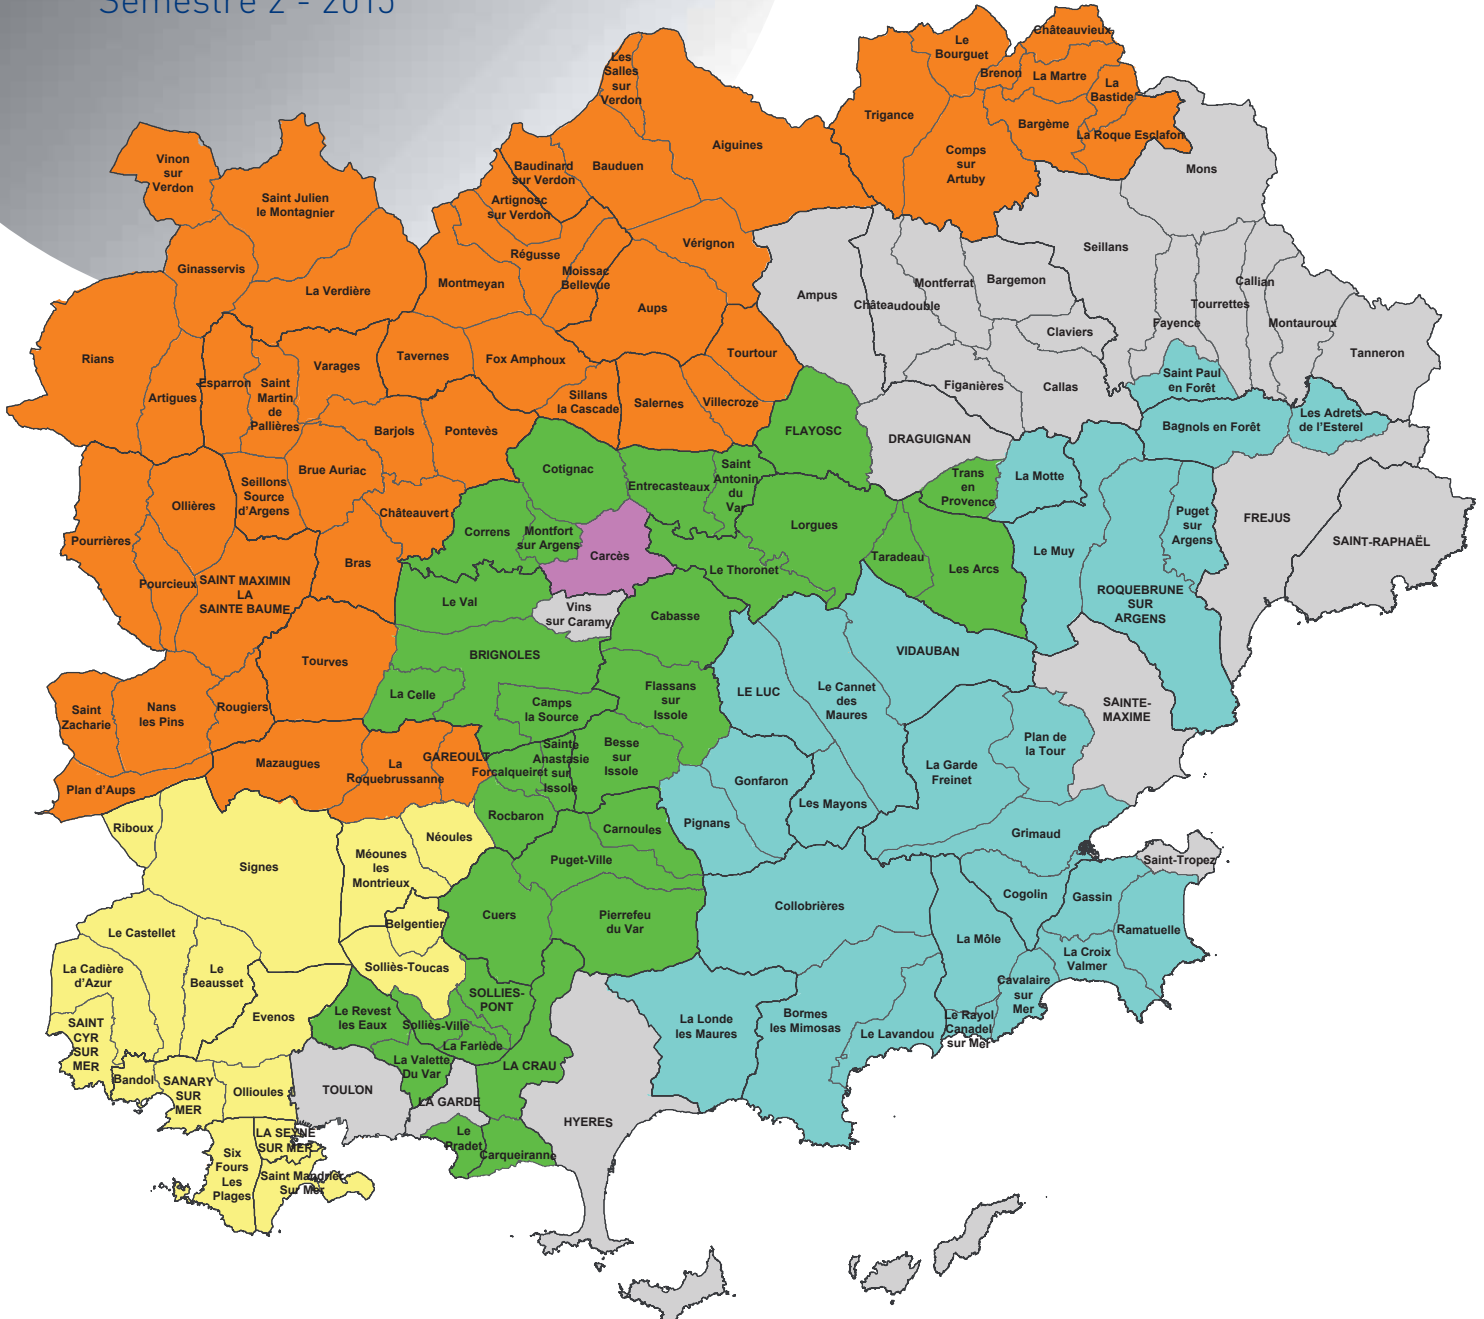 Semestre 2 - 2015
Châteauvieux
Le
Bourguet
Brenon
La Martre
La
Bastide
Les
Salles
sur
Verdon
Trigance
Bargème
La Roque Esclafon
Aiguines
Comps
sur
Artuby
Mons
Vinon
sur
Verdon
Baudinard
sur Verdon
Bauduen
Saint Julien
le Montagnier
Artignosc
sur Verdon
Vérignon
Seillans
Ginasservis
Régusse
Moissac
Bellevue
Montmeyan
La Verdière
Ampus
Châteaudouble
Montferrat
Bargemon
Callian
Tourrettes
Aups
Claviers
Fayence
Montauroux
Tanneron
Rians
Tavernes
Fox Amphoux
Tourtour
Varages
Esparron
Saint
Martin
de
Pallières
Artigues
Sillans
la Cascade
Salernes
Villecroze
Figanières
Callas
Saint Paul
en Forêt
Les Adrets
de l'Esterel
Bagnols en Forêt
Barjols
Pontevès
FLAYOSC
DRAGUIGNAN
Cotignac
Entrecasteaux
Saint
Antonin
du
Var
Trans
en
Provence
La Motte
Brue Auriac
Seillons
Source
d'Argens
Ollières
Châteauvert
Correns
Montfort
sur Argens
Carcès
Lorgues
Puget
sur
Argens
FREJUS
SAINT-RAPHAËL
Pourrières
Taradeau
Le Muy
Les Arcs
Le Thoronet
Bras
Pourcieux
SAINT MAXIMIN
LA
SAINTE BAUME
ROQUEBRUNE
SUR
ARGENS
Le Val
Vins
sur Caramy
Cabasse
BRIGNOLES
VIDAUBAN
Tourves
La Celle
Flassans
sur
Issole
LE LUC
Le Cannet
des
Maures
SAINTE-
MAXIME
Saint
Zacharie
Nans
les Pins
Rougiers
Camps
la Source
Plan de
la Tour
Mazaugues
La
Roquebrussanne
GAREOULT
Forcalqueiret
Sainte
Anastasie
sur
Issole
Besse
sur
Issole
La Garde
Freinet
Gonfaron
Plan d'Aups
Les Mayons
Rocbaron
Pignans
Carnoules
Riboux
Néoules
Grimaud
Signes
Méounes
les
Montrieux
Puget-Ville
Saint-Tropez
Cogolin
Gassin
Belgentier
Cuers
Pierrefeu
du Var
Collobrières
Ramatuelle
Le Castellet
La Môle
La Croix
Valmer
La Cadière
d'Azur
Le
Beausset
Solliès-Toucas
Cavalaire
sur
Mer
SOLLIES-
PONT
Evenos
Le Revest
les Eaux
Solliès-Ville
La Londe
les Maures
Bormes
les Mimosas
Le Rayol
Canadel
sur Mer
Le Lavandou
SAINT
CYR
SUR
MER
La Farlède
La Valette
Du Var
LA CRAU
Bandol
SANARY
SUR
MER
Ollioules
TOULON
LA GARDE
HYERES
LA SEYNE
SUR MER
Le
Pradet
Carqueiranne
Six
Fours
Les
Plages
Saint Mandrier
Sur Mer